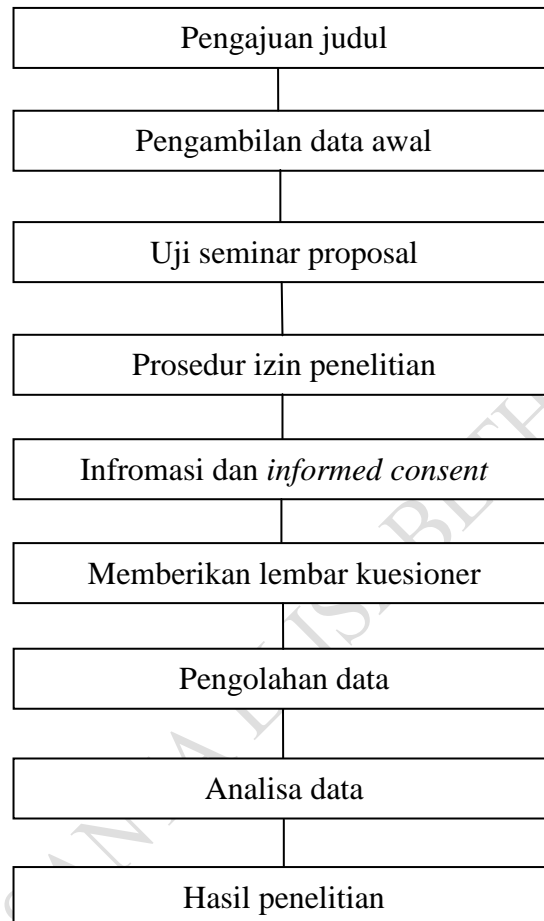 Pengajuan judul
Pengambilan data awal
Uji seminar proposal
Prosedur izin penelitian
Infromasi dan informed consent
Memberikan lembar kuesioner
Pengolahan data
Analisa data
Hasil penelitian